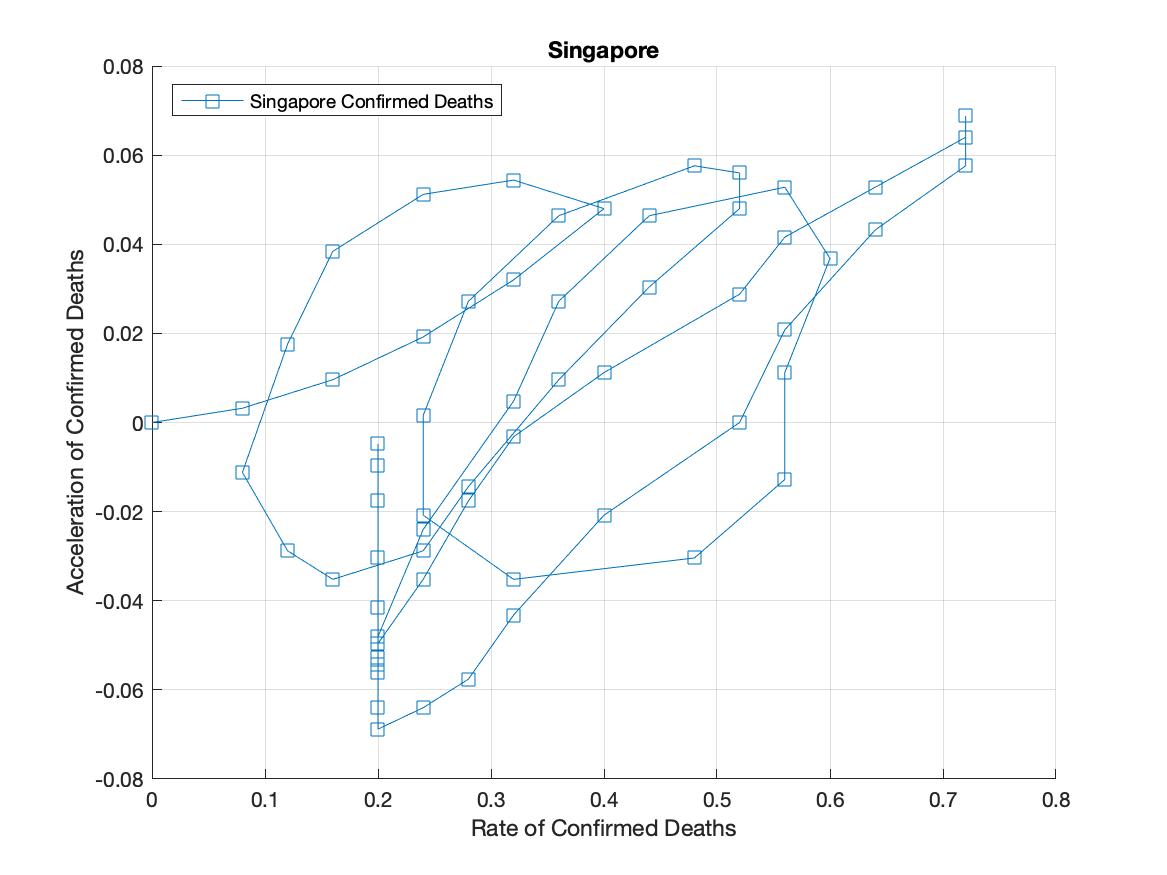 Singapore
Singapore Confirmed Deaths
0.08
0.06
0.04
0.02
0
-0.02
-0.04
-0.06
-0.08
Acceleration of Confirmed Deaths
0 0.1 0.2 0.3 0.4 0.5 0.6 0.7 0.8
Rate of Confirmed Deaths